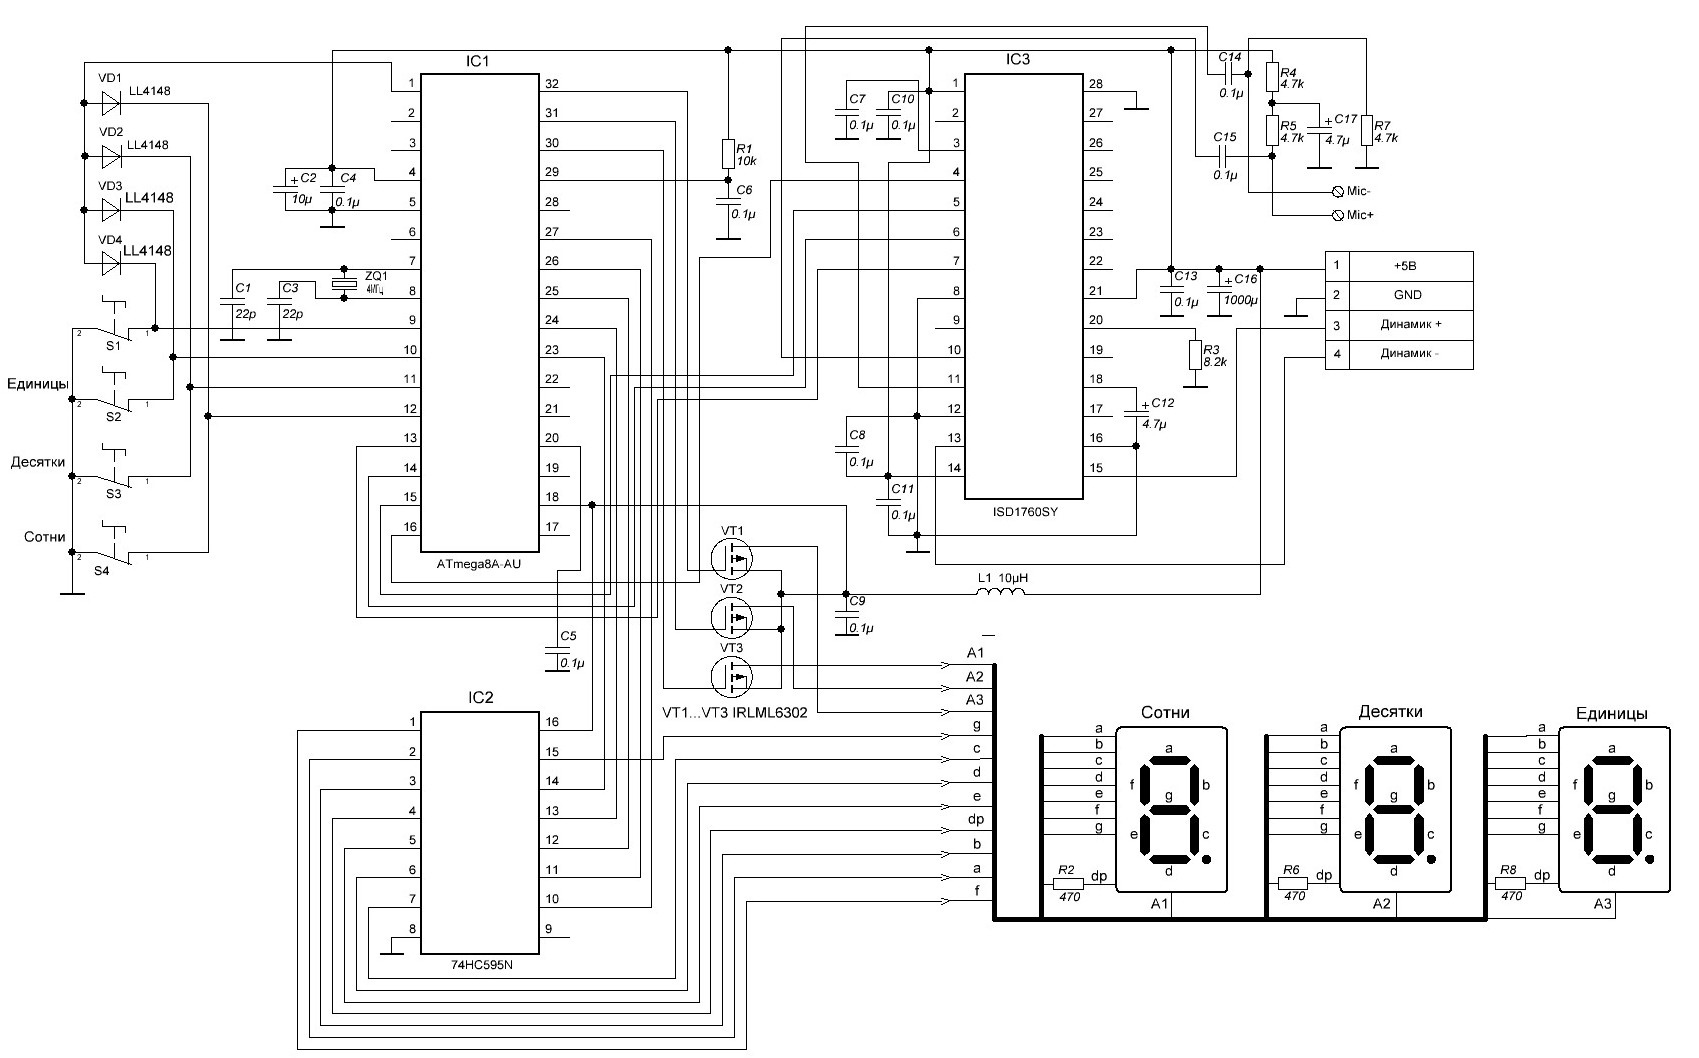 IC1
1
2
3
4
5
6
7
8
9
10
11
12
13
14
15
16
32
31
30
29
28
27
26
25
24
23
22
21
20
19
18
17
ATmega8A-AU
VD1
LL4148
VD2
LL4148
VD3
LL4148
VD4
LL4148
+ C2
10µ
C4
0.1µ
C1
22p
C3
22p
ZQ1
4МГц
2 1
S1
Единицы
2 1
S2
Десятки
2 1
S3
Сотни
2 1
S4
R1
10k
C6
0.1µ
C5
0.1µ
IC3
1
2
3
4
5
6
7
8
9
10
11
12
13
14
28
27
26
25
24
23
22
21
20
19
18
17
16
15
ISD1760SY
C7
0.1µ
C10
0.1µ
C8
0.1µ
C11
0.1µ
C14
0.1µ
C15
0.1µ
R4
4.7k
R5
4.7k
+ C17
4.7µ
R7
4.7k
Mic-
Mic+
C13
0.1µ
+ C16
1000µ
R3
8.2k
+ C12
4.7µ
1 +5В
2 GND
3 Динамик +
4 Динамик -
VT1
VT2
VT3
VT1...VT3 IRLML6302
C9
0.1µ
L1 10µH
IC2
1
2
3
4
5
6
7
8
16
15
14
13
12
11
10
9
74HC595N
A1
A2
A3
g
c
d
e
dp
b
a
f
Сотни
a
b
c
d
e
f
g
a
f b
g
e c
d
R2
470
dp
A1
Десятки
a
b
c
d
e
f
g
a
f b
g
e c
d
R6
470
dp
A2
Единицы
a
b
c
d
e
f
g
a
f b
g
e c
d
R8
470
dp
A3